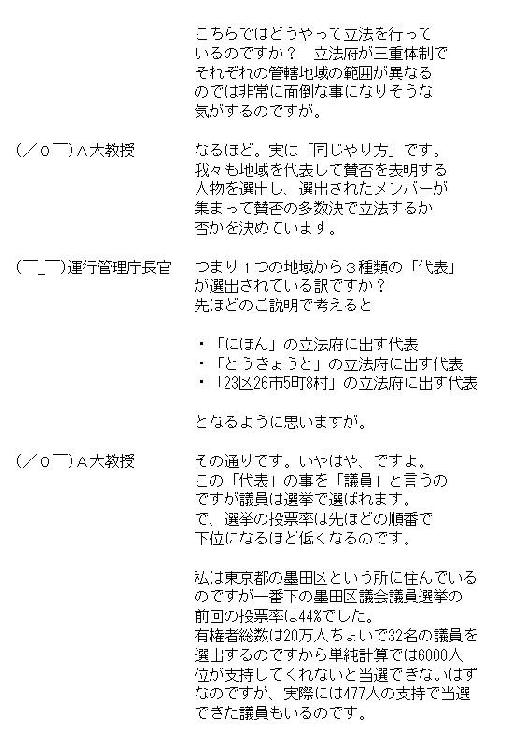 こちらではどうやって立法を行って
いるのですか？　立法府が三重体制で
それぞれの管轄地域の範囲が異なる
のでは非常に面倒な事になりそうな
気がするのですが。
(／０￣)Ａ大教授　なるほど。実に「同じやり方」です。
我々も地域を代表して賛否を表明する
人物を選出し、選出されたメンバーが
集まって賛否の多数決で立法するか
否かを決めています。
(￣_￣)運行管理庁長官　つまり１つの地域から３種類の「代表」
が選出されている訳ですか？
先ほどのご説明で考えると
・「にほん」の立法府に出す代表
・「とうきょうと」の立法府に出す代表
・「23区26市5町8村」の立法府に出す代表
となるように思いますが。
(／０￣)Ａ大教授　その通りです。いやはや、ですよ。
この「代表」の事を「議員」と言うの
ですが議員は選挙で選ばれます。
で、選挙の投票率は先ほどの順番で
下位になるほど低くなるのです。
私は東京都の墨田区という所に住んでいる
のですが一番下の墨田区議会議員選挙の
前回の投票率は44%でした。
有権者総数は20万人ちょいで32名の議員を
選出するのですから単純計算では6000人
位が支持してくれないと当選できないはず
なのですが、実際には477人の支持で当選
できた議員もいるのです。